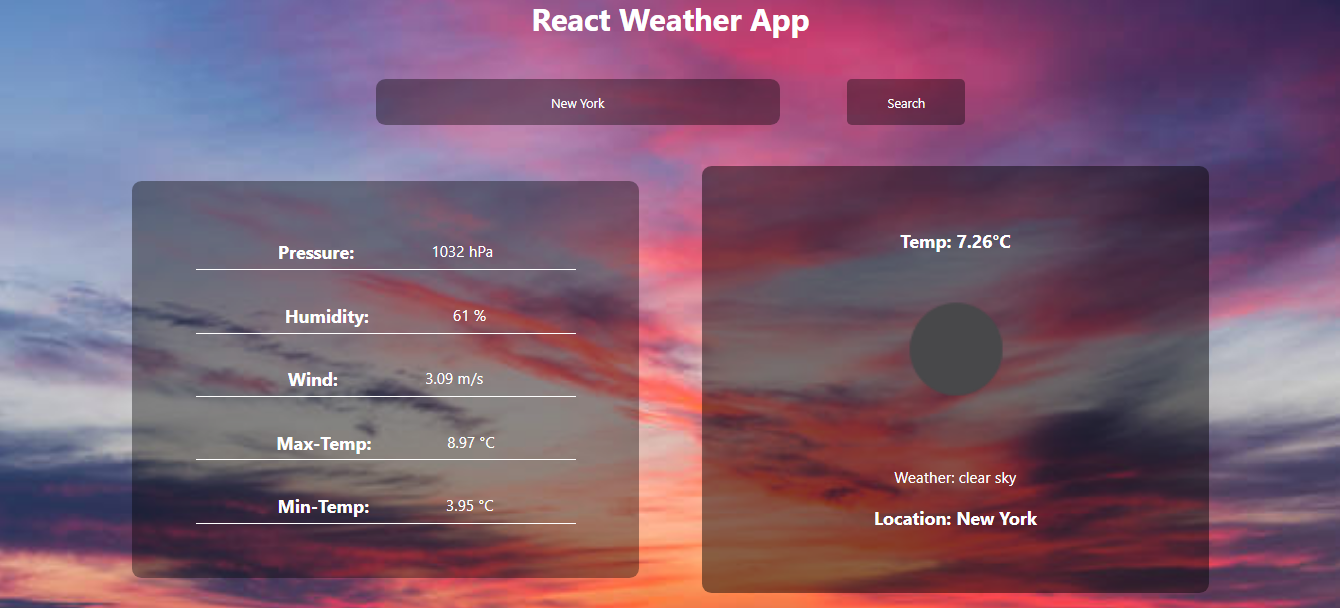 React Weather App
New York
Search
Pressure: 1032 hPa
Humidity: 61 %
Wind: 3.09 m/s
Max-Temp: 8.97 °C
Min-Temp: 3.95 °C
Temp: 7.26°C
Weather: clear sky
Location: New York